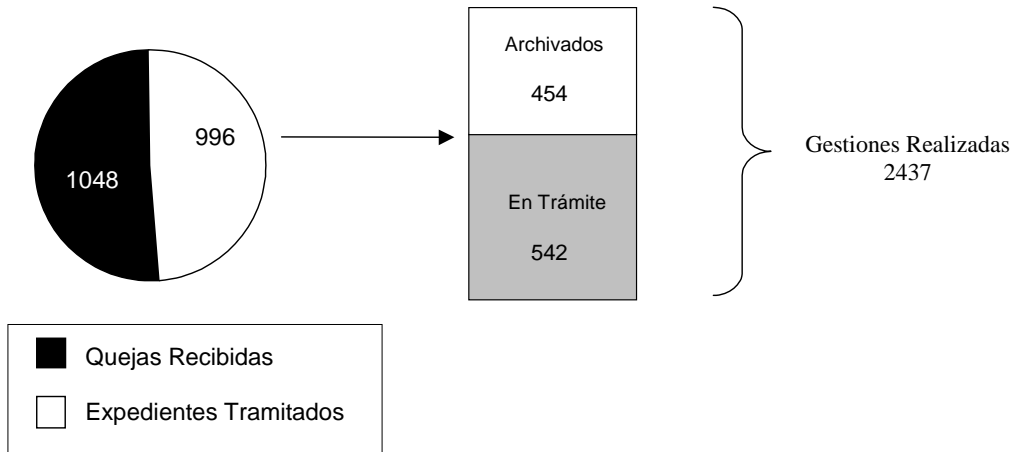 996
1048
Archivados
454
En Trámite
542
Gestiones Realizadas
2437
Quejas Recibidas
Expedientes Tramitados